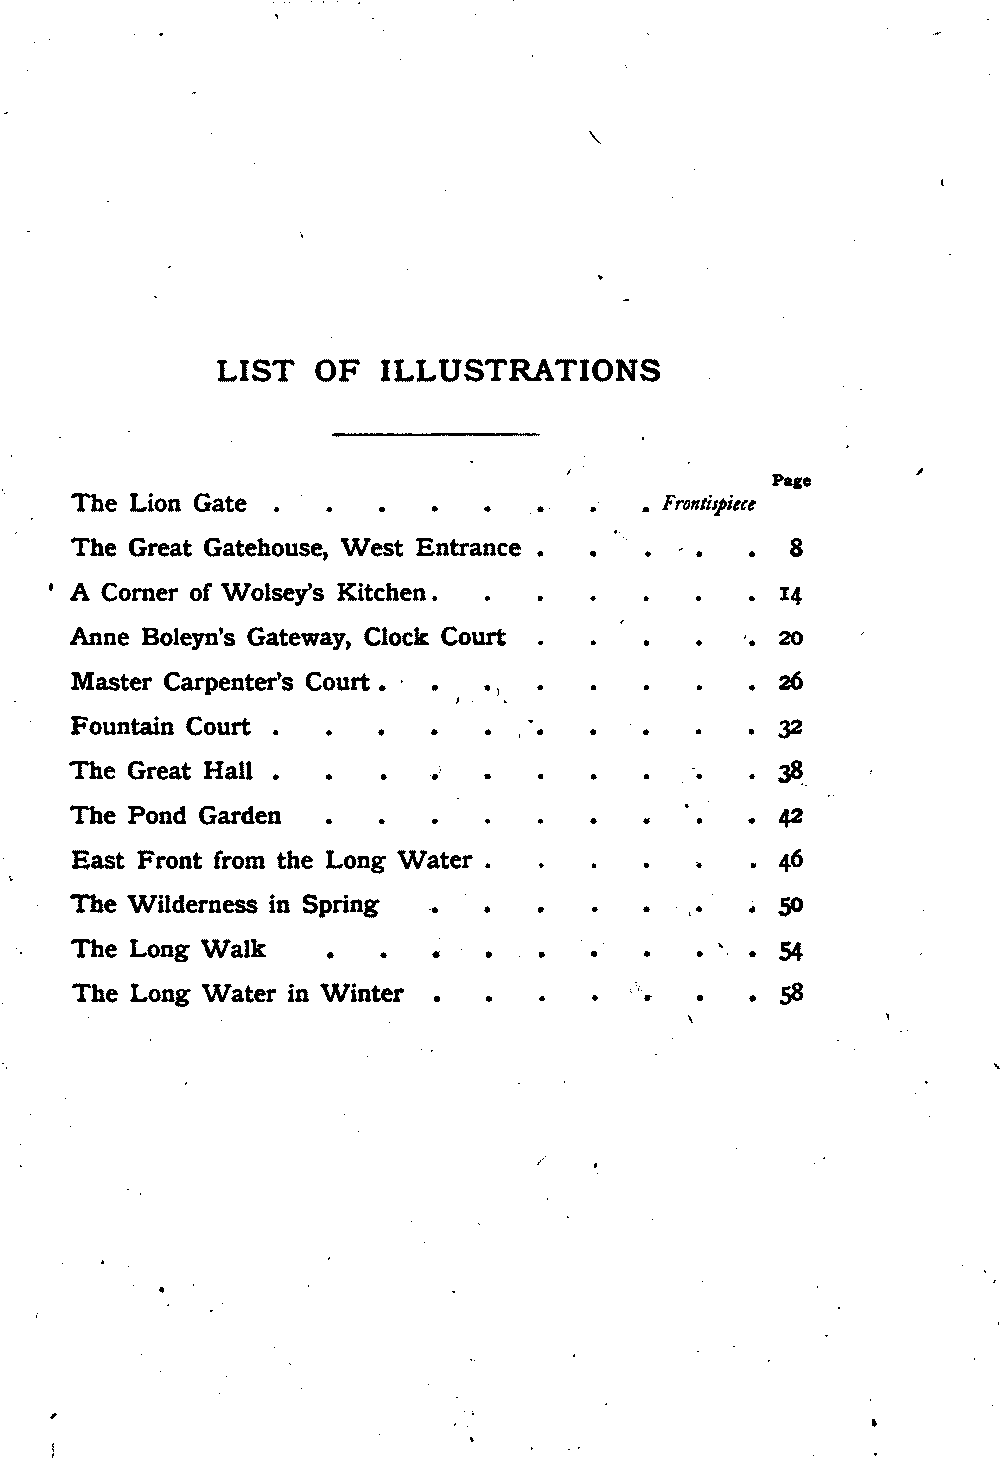 LIST OF ILLUSTRATIONS
Page
The Lion Gate . . . . . . . . Frontispiece
The Great Gatehouse, West Entrance . . . . . 8
A Corner of Wolsey's Kitchen . . . . . . . 14
Anne Boleyn's Gateway, Clock Court . . . . . 20
Master Carpenter's Court . . . . . . . . 26
Fountain Court . . . . . . . . . . 32
The Great Hall . . . . . . . . . . 38
The Pond Garden . . . . . . . . . 42
East Front from the Long Water . . . . . . 46
The Wilderness in Spring . . . . . . . 50
The Long Walk . . . . . . . . . 54
The Long Water in Winter . . . . . . . 58